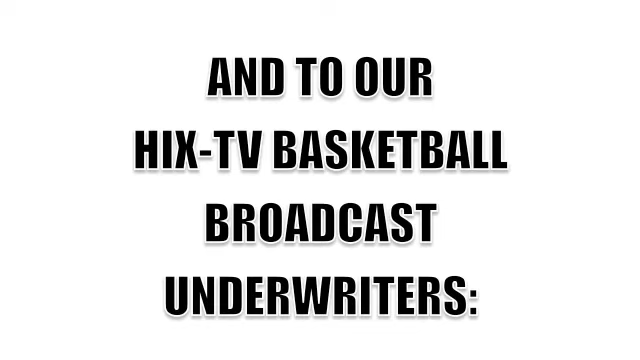 AND TO OUR
HIX-TV BASKETBALL
BROADCAST
UNDERWRITERS: